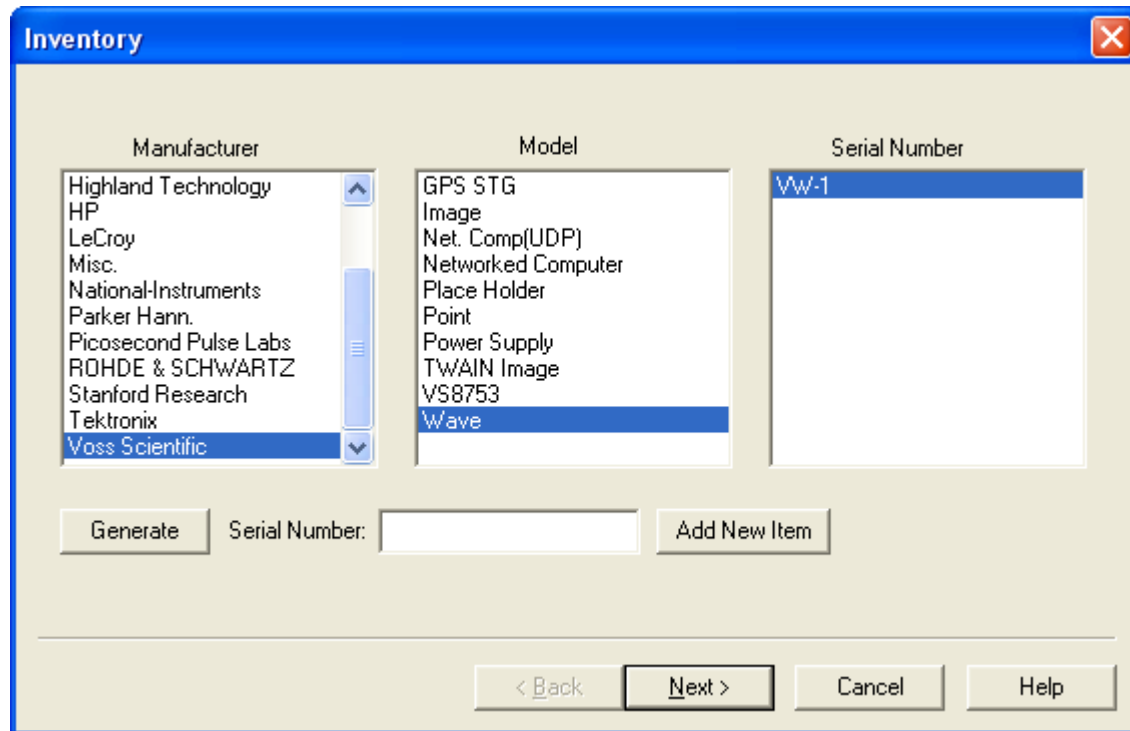 Inventory
Manufacturer
Model
Serial Number
Highland Technology
HP
LeCroy
Misc.
National-Instruments
Parker Hann.
Picosecond Pulse Labs
ROHDE & SCHWARTZ
Stanford Research
Tektronix
Voss Scientific
GPS STG
Image
Net. Comp(UDP)
Networked Computer
Place Holder
Point
Power Supply
TWAIN Image
VS8753
Wave
VW-1
Generate
Serial Number:
Add New Item
< Back
Next >
Cancel
Help